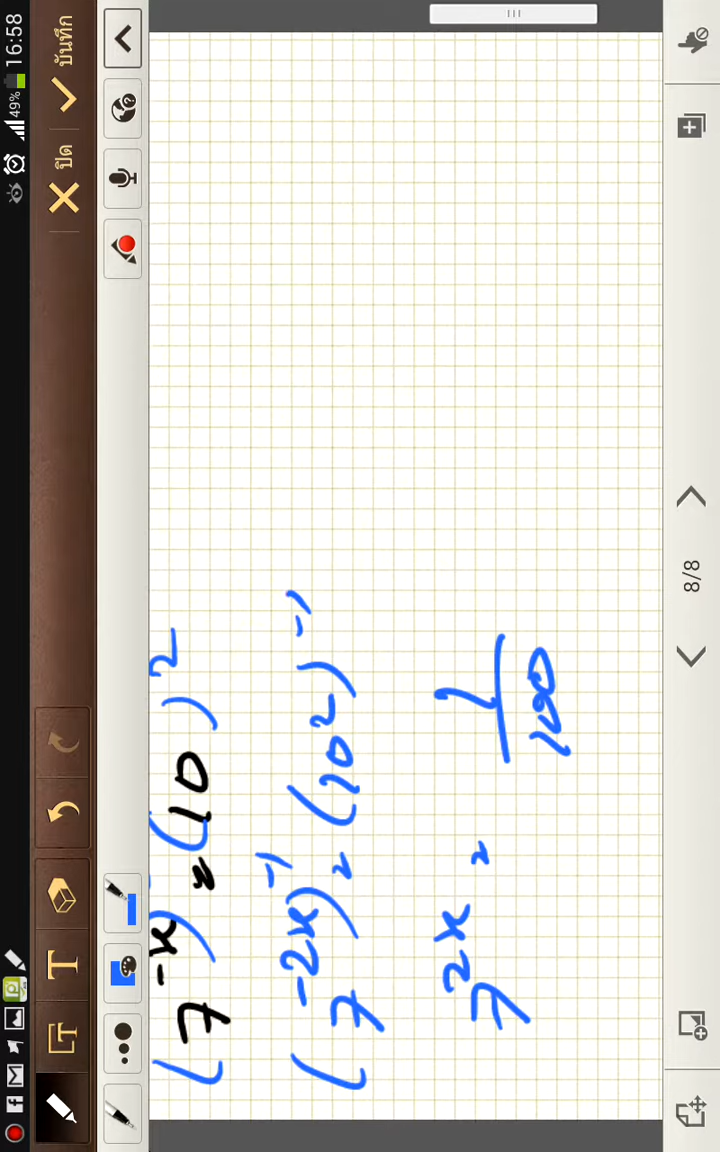 16:58
49%
บันทึก
ปิด
(7^-x)^2 = (10)^2
(7^-2x)^-1 = (10^2)^-1
7^2x = 1/100
8/8
T
T